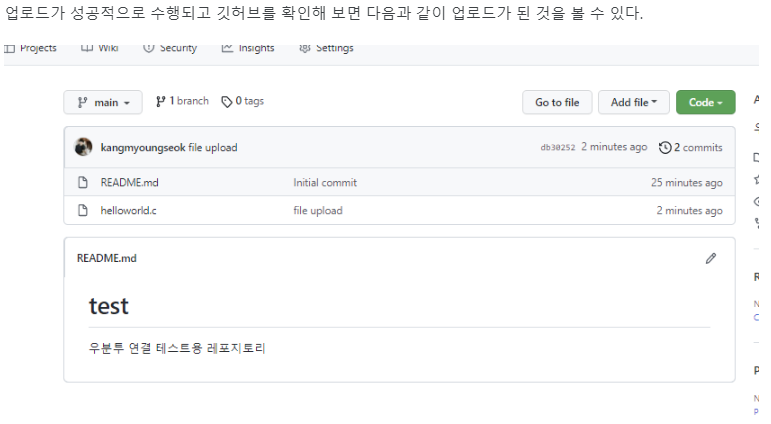 업로드가 성공적으로 수행되고 깃허브를 확인해 보면 다음과 같이 업로드가 된 것을 볼 수 있다.
Projects Wiki Security Insights Settings
main 1 branch 0 tags Go to file Add file Code
kangmyoungseok file upload db30252 2 minutes ago 2 commits
README.md Initial commit 25 minutes ago
helloworld.c file upload 2 minutes ago
README.md
test
우분투 연결 테스트용 레포지토리